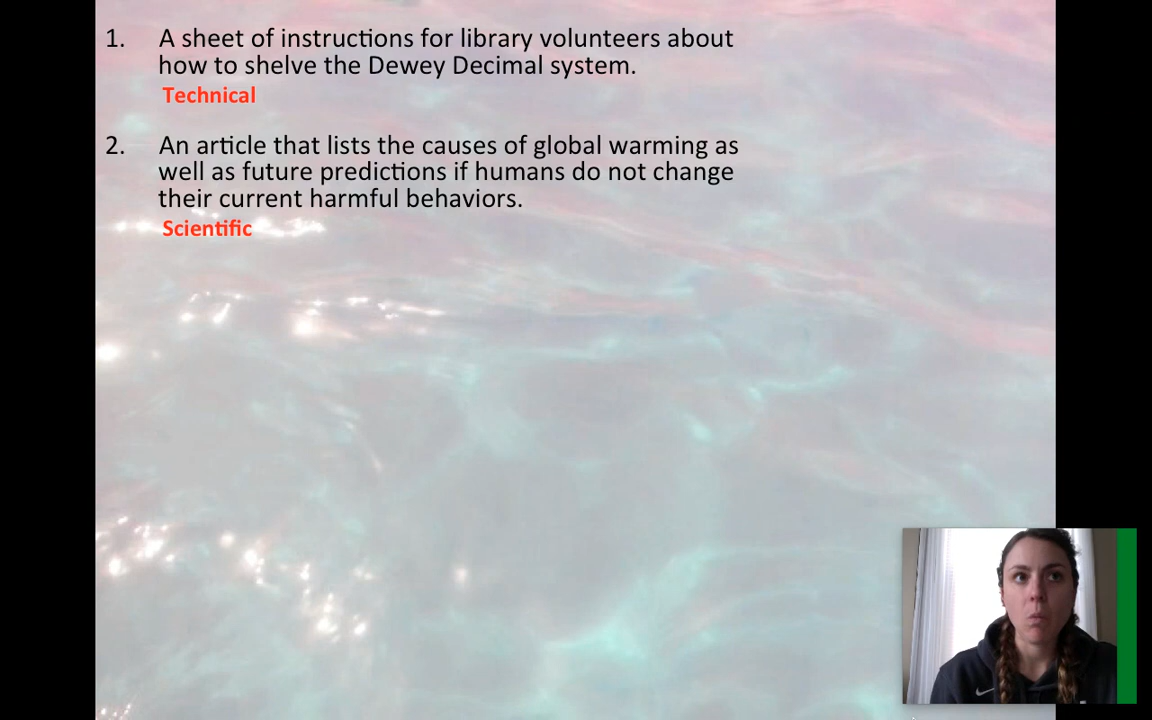 1. A sheet of instructions for library volunteers about
how to shelve the Dewey Decimal system.
Technical
2. An article that lists the causes of global warming as
well as future predictions if humans do not change
their current harmful behaviors.
Scientific